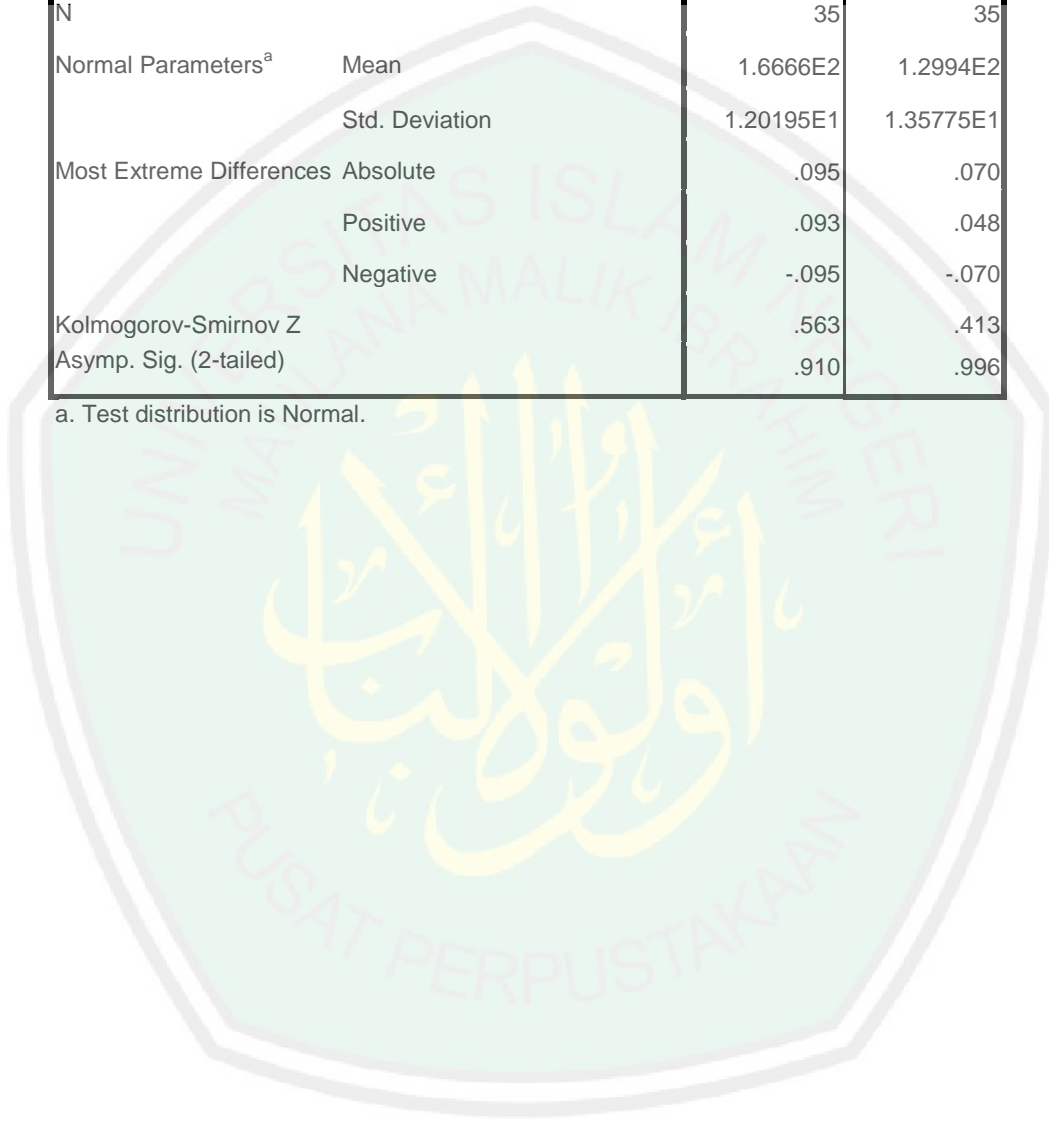 N 35 35
Normal Parametersa Mean 1.6666E2 1.2994E2
Std. Deviation 1.20195E1 1.35775E1
Most Extreme Differences Absolute .095 .070
Positive .093 .048
Negative -.095 -.070
Kolmogorov-Smirnov Z .563 .413
Asymp. Sig. (2-tailed) .910 .996
a. Test distribution is Normal.
UNIVERSITAS ISLAM NEGERI
MAULANA MALIK IBRAHIM
PUSAT PERPUSTAKAAN